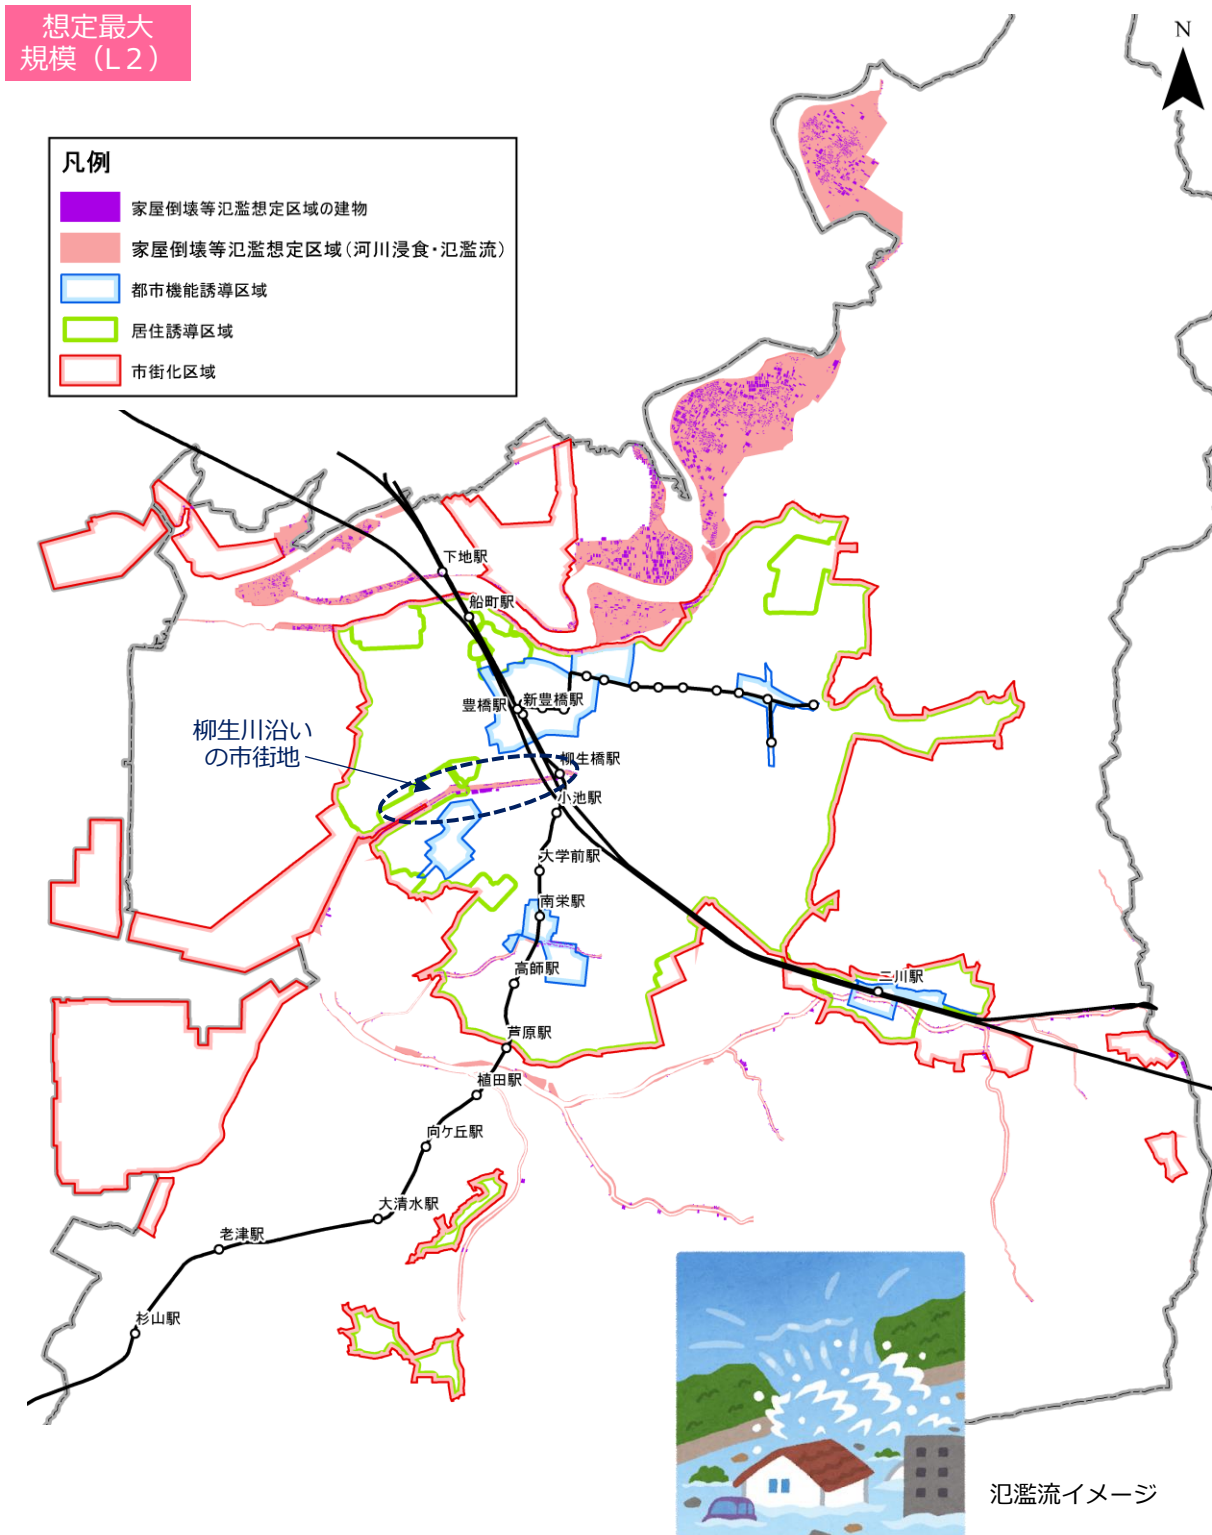 想定最大
規模（L２）
N
凡例
家屋倒壊等氾濫想定区域の建物
家屋倒壊等氾濫想定区域（河川浸食・氾濫流）
都市機能誘導区域
居住誘導区域
市街化区域
下地駅
船町駅
豊橋駅
新豊橋駅
柳生川沿い
の市街地
柳生橋駅
小池駅
大学前駅
南栄駅
高師駅
二川駅
芦原駅
植田駅
向ケ丘駅
大清水駅
老津駅
杉山駅
氾濫流イメージ